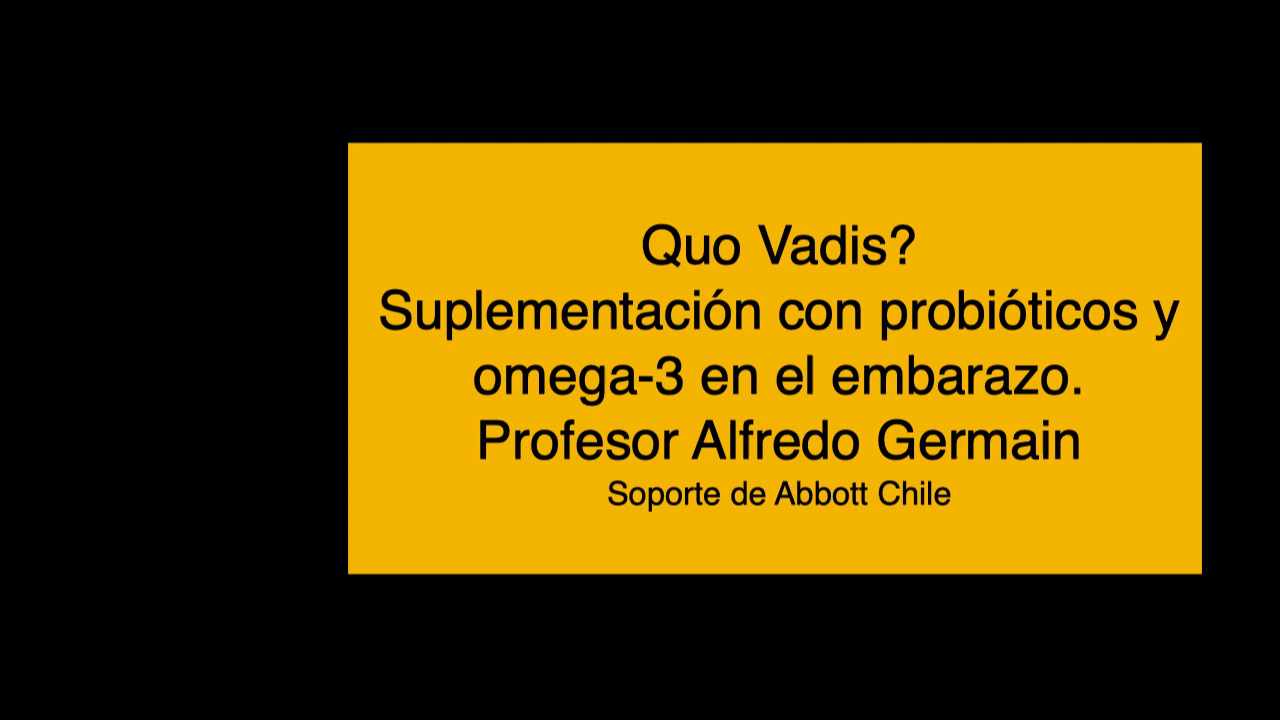 Quo Vadis?
Suplementación con probióticos y
omega-3 en el embarazo.
Profesor Alfredo Germain
Soporte de Abbott Chile